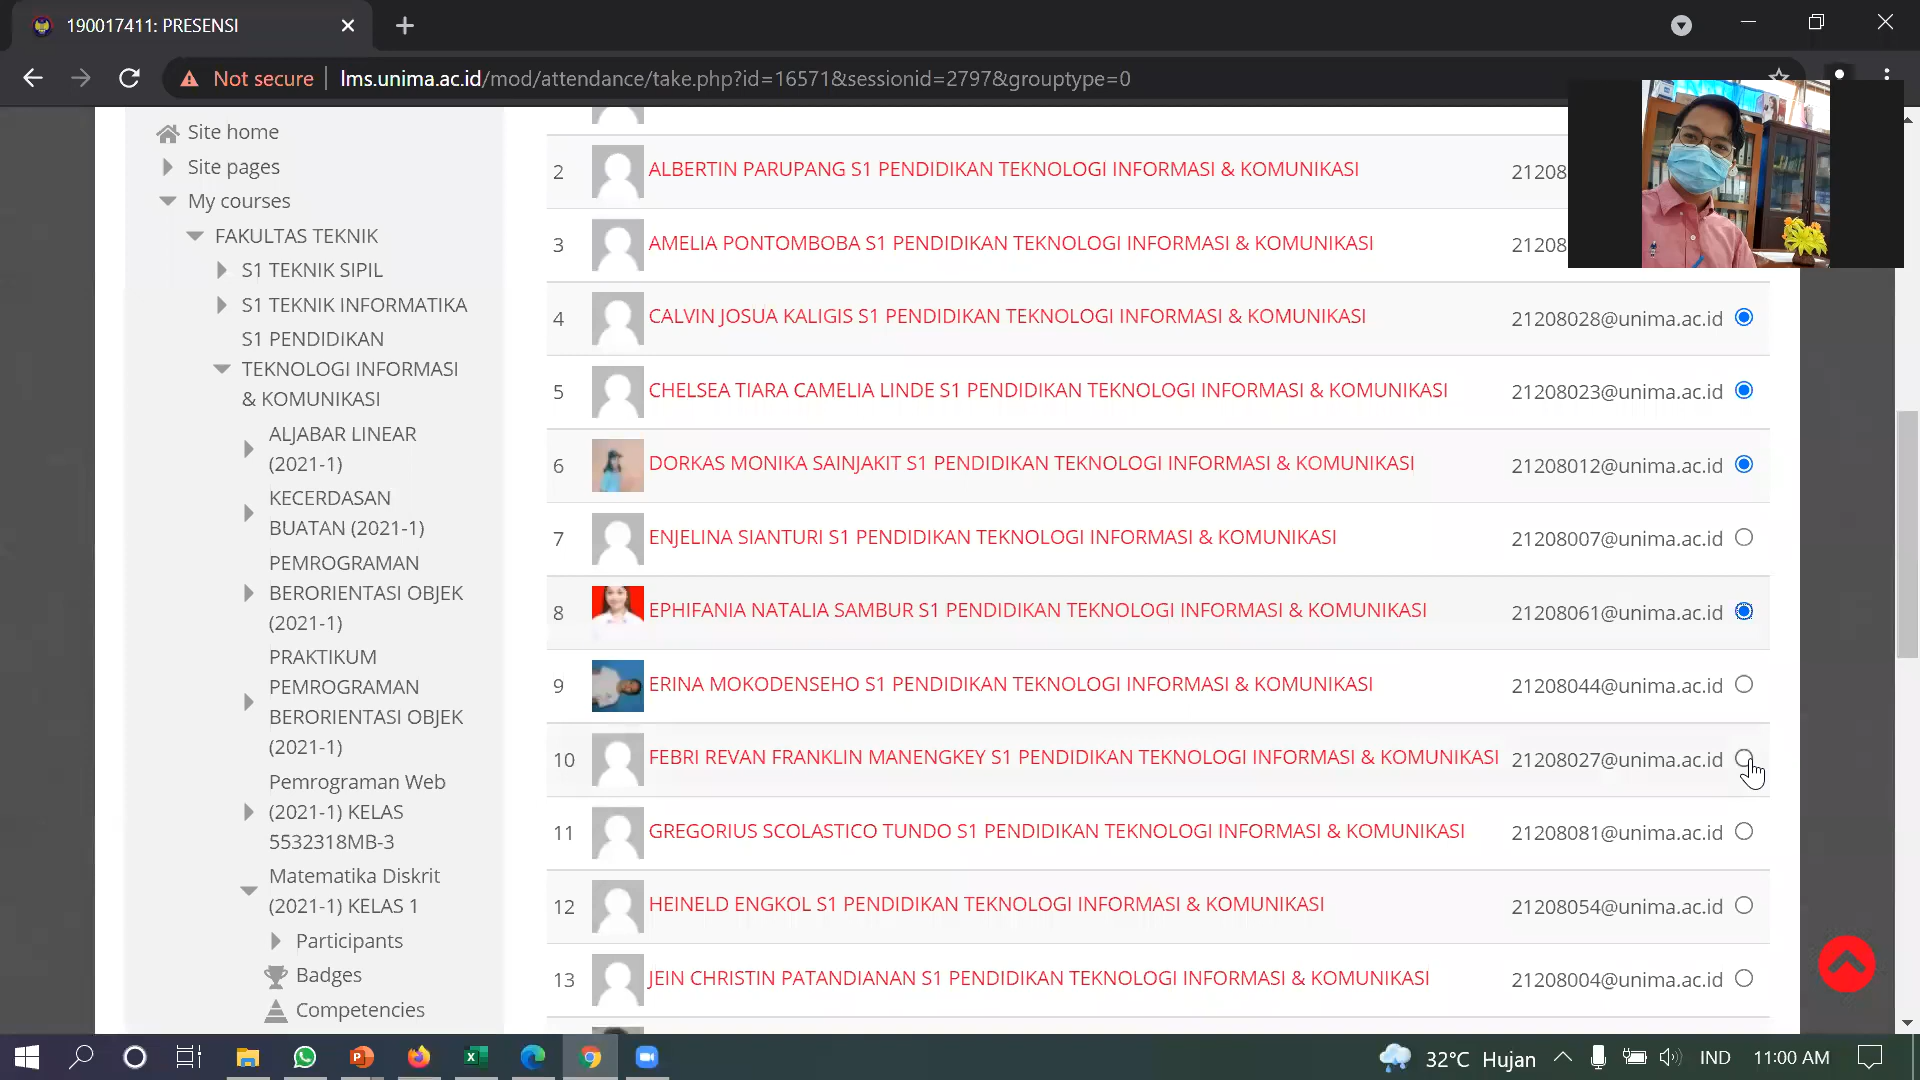 190017411: PRESENSI
Not secure
lms.unima.ac.id/mod/attendance/take.php?id=16571&sessionid=2797&grouptype=0
Site home
Site pages
My courses
FAKULTAS TEKNIK
S1 TEKNIK SIPIL
S1 TEKNIK INFORMATIKA
S1 PENDIDIKAN
TEKNOLOGI INFORMASI
& KOMUNIKASI
ALJABAR LINEAR
(2021-1)
KECERDASAN
BUATAN (2021-1)
PEMROGRAMAN
BERORIENTASI OBJEK
(2021-1)
PRAKTIKUM
PEMROGRAMAN
BERORIENTASI OBJEK
(2021-1)
Pemrograman Web
(2021-1) KELAS
5532318MB-3
Matematika Diskrit
(2021-1) KELAS 1
Participants
Badges
Competencies
2 ALBERTIN PARUPANG S1 PENDIDIKAN TEKNOLOGI INFORMASI & KOMUNIKASI 21208
3 AMELIA PONTOMBOBA S1 PENDIDIKAN TEKNOLOGI INFORMASI & KOMUNIKASI 21208
4 CALVIN JOSUA KALIGIS S1 PENDIDIKAN TEKNOLOGI INFORMASI & KOMUNIKASI 21208028@unima.ac.id
5 CHELSEA TIARA CAMELIA LINDE S1 PENDIDIKAN TEKNOLOGI INFORMASI & KOMUNIKASI 21208023@unima.ac.id
6 DORKAS MONIKA SAINJAKIT S1 PENDIDIKAN TEKNOLOGI INFORMASI & KOMUNIKASI 21208012@unima.ac.id
7 ENJELINA SIANTURI S1 PENDIDIKAN TEKNOLOGI INFORMASI & KOMUNIKASI 21208007@unima.ac.id
8 EPHIFANIA NATALIA SAMBUR S1 PENDIDIKAN TEKNOLOGI INFORMASI & KOMUNIKASI 21208061@unima.ac.id
9 ERINA MOKODENSEHO S1 PENDIDIKAN TEKNOLOGI INFORMASI & KOMUNIKASI 21208044@unima.ac.id
10 FEBRI REVAN FRANKLIN MANENGKEY S1 PENDIDIKAN TEKNOLOGI INFORMASI & KOMUNIKASI 21208027@unima.ac.id
11 GREGORIUS SCOLASTICO TUNDO S1 PENDIDIKAN TEKNOLOGI INFORMASI & KOMUNIKASI 21208081@unima.ac.id
12 HEINELD ENGKOL S1 PENDIDIKAN TEKNOLOGI INFORMASI & KOMUNIKASI 21208054@unima.ac.id
13 JEIN CHRISTIN PATANDIANAN S1 PENDIDIKAN TEKNOLOGI INFORMASI & KOMUNIKASI 21208004@unima.ac.id
32°C Hujan
IND
11:00 AM